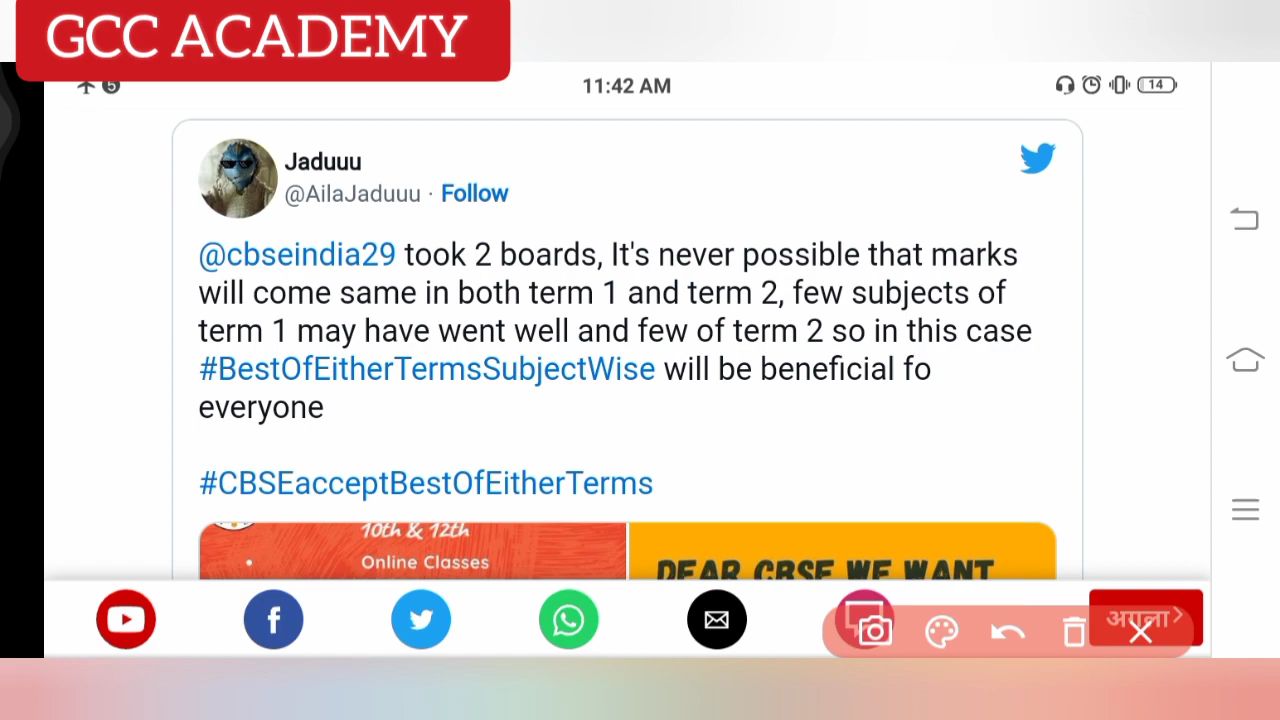 GCC ACADEMY
5
11:42 AM
14
Jaduuu
@AilaJaduuu · Follow
@cbseindia29 took 2 boards, It's never possible that marks
will come same in both term 1 and term 2, few subjects of
term 1 may have went well and few of term 2 so in this case
#BestOfEitherTermsSubjectWise will be beneficial fo
everyone
#CBSEacceptBestOfEitherTerms
10th & 12th
Online Classes
DEAR CBSE WE WANT
f
अगला